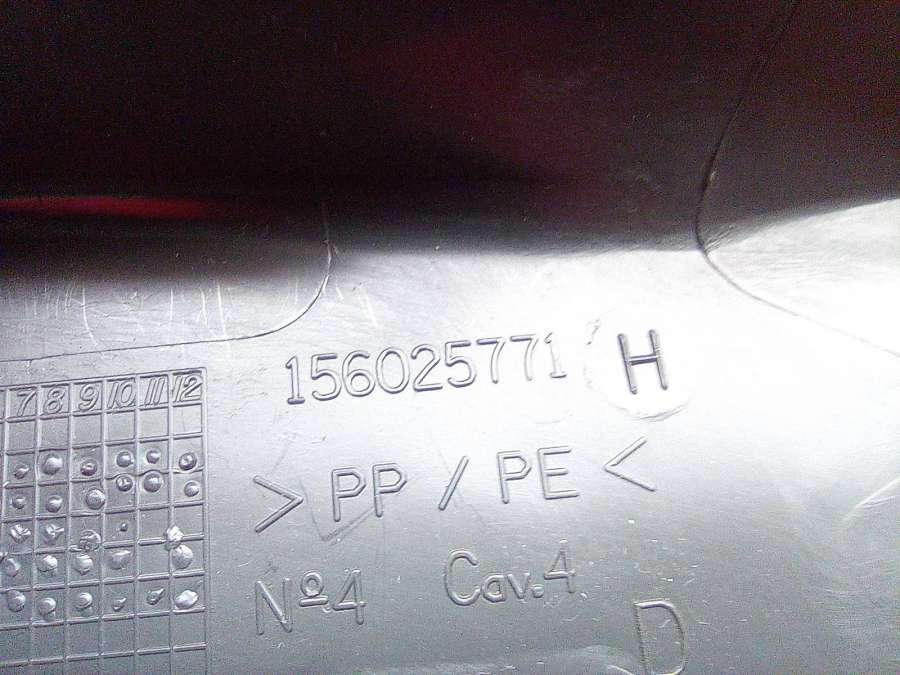 156025771 H
7 8 9 10 11 12
> PP / PE <
Nº4 Cav.4
D